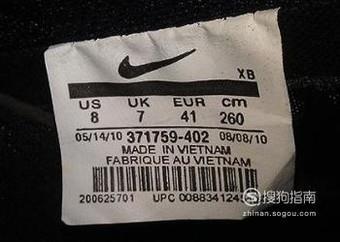 XB
US UK EUR cm
8 7 41 260
05/14/10 371759-402 08/08/10
MADE IN VIETNAM
FABRIQUE AU VIETNAM
200625701 UPC 00883412
搜狗指南
zhinan.sogou.com